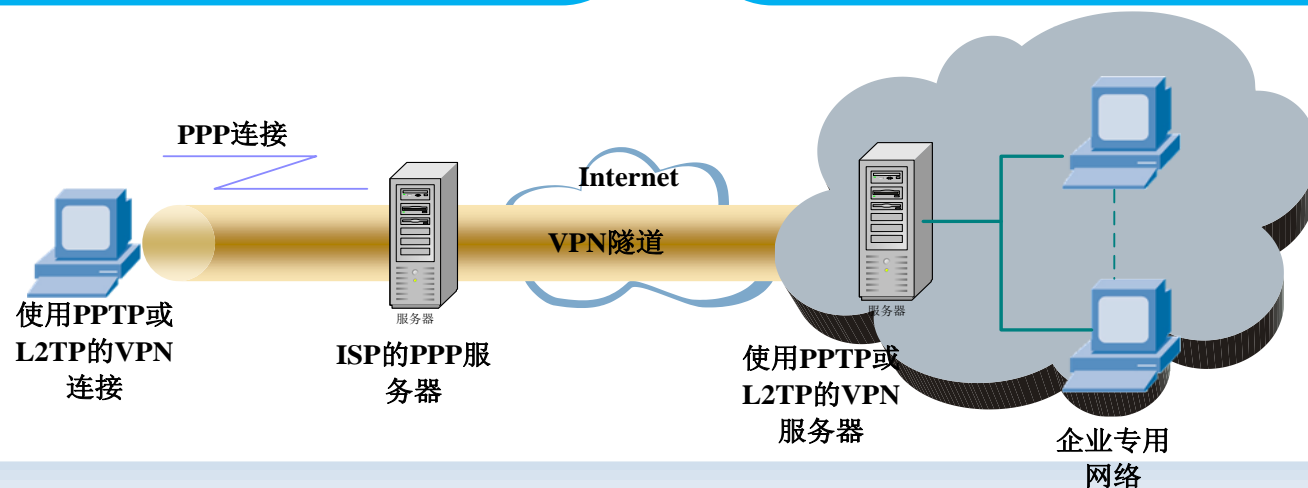 PPP连接
Internet
VPN隧道
使用PPTP或
L2TP的VPN
连接
服务器
ISP的PPP服
务器
服务器
使用PPTP或
L2TP的VPN
服务器
企业专用
网络